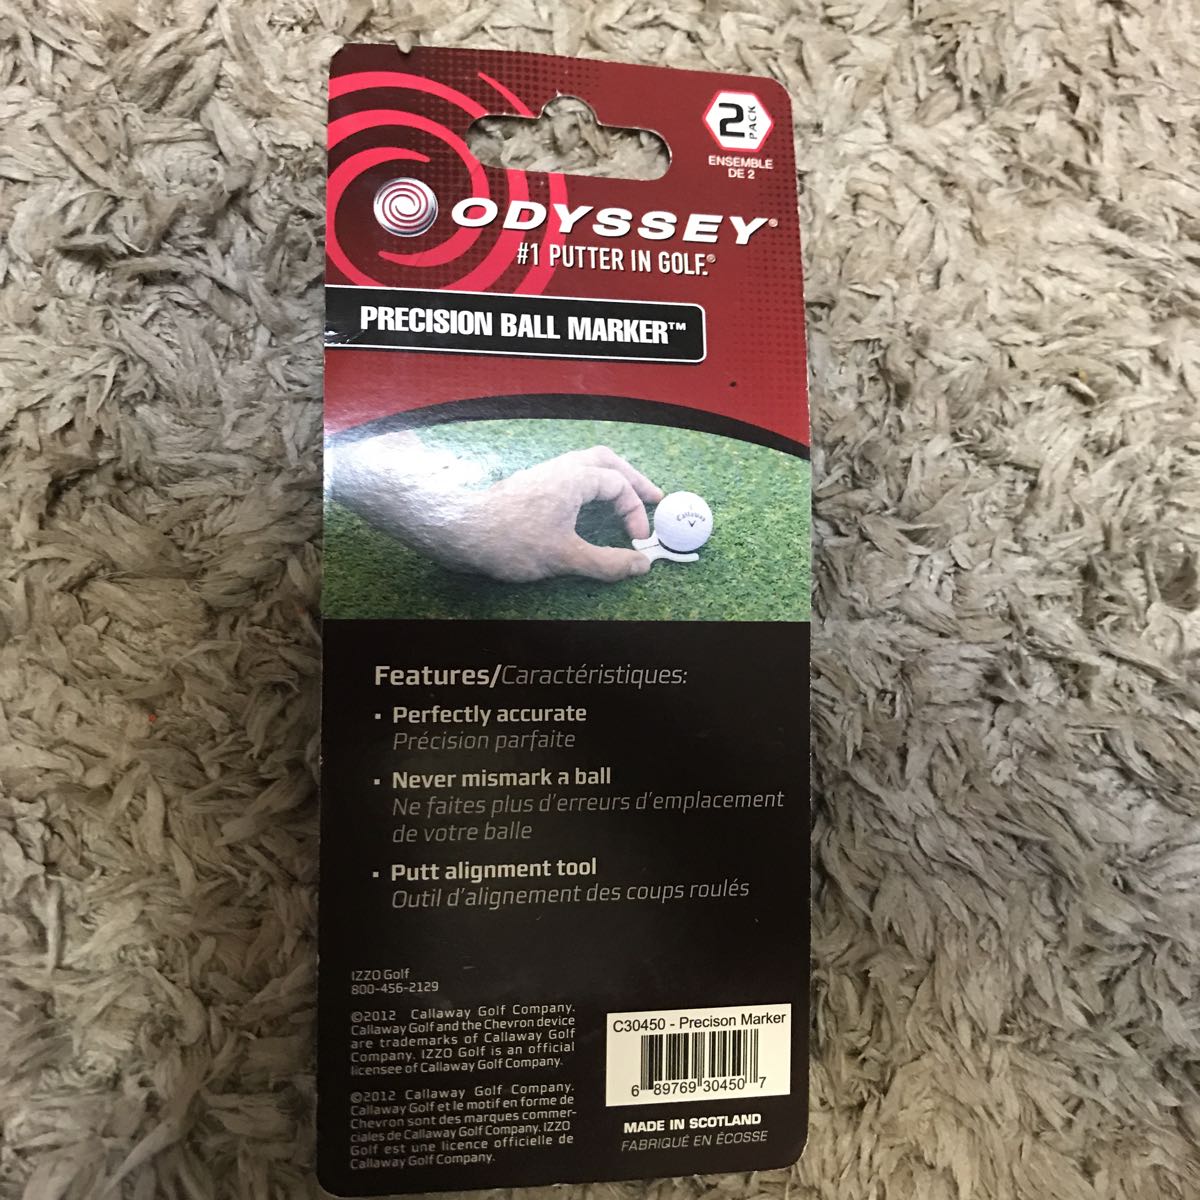 2 PACK
ENSEMBLE
DE 2
ODYSSEY®
#1 PUTTER IN GOLF.®
PRECISION BALL MARKER™
Callaway
Features/Caractéristiques:
▪ Perfectly accurate
Précision parfaite
▪ Never mismark a ball
Ne faites plus d'erreurs d'emplacement
de votre balle
▪ Putt alignment tool
Outil d'alignement des coups roulés
IZZO Golf
800-456-2129
©2012 Callaway Golf Company.
Callaway Golf and the Chevron device
are trademarks of Callaway Golf
Company. IZZO Golf is an official
licensee of Callaway Golf Company.
©2012 Callaway Golf Company.
Callaway Golf et le motif en forme de
Chevron sont des marques commer-
ciales de Callaway Golf Company. IZZO
Golf est une licence officielle de
Callaway Golf Company.
C30450 - Precison Marker
6 89769 30450 7
MADE IN SCOTLAND
FABRIQUÉ EN ÉCOSSE